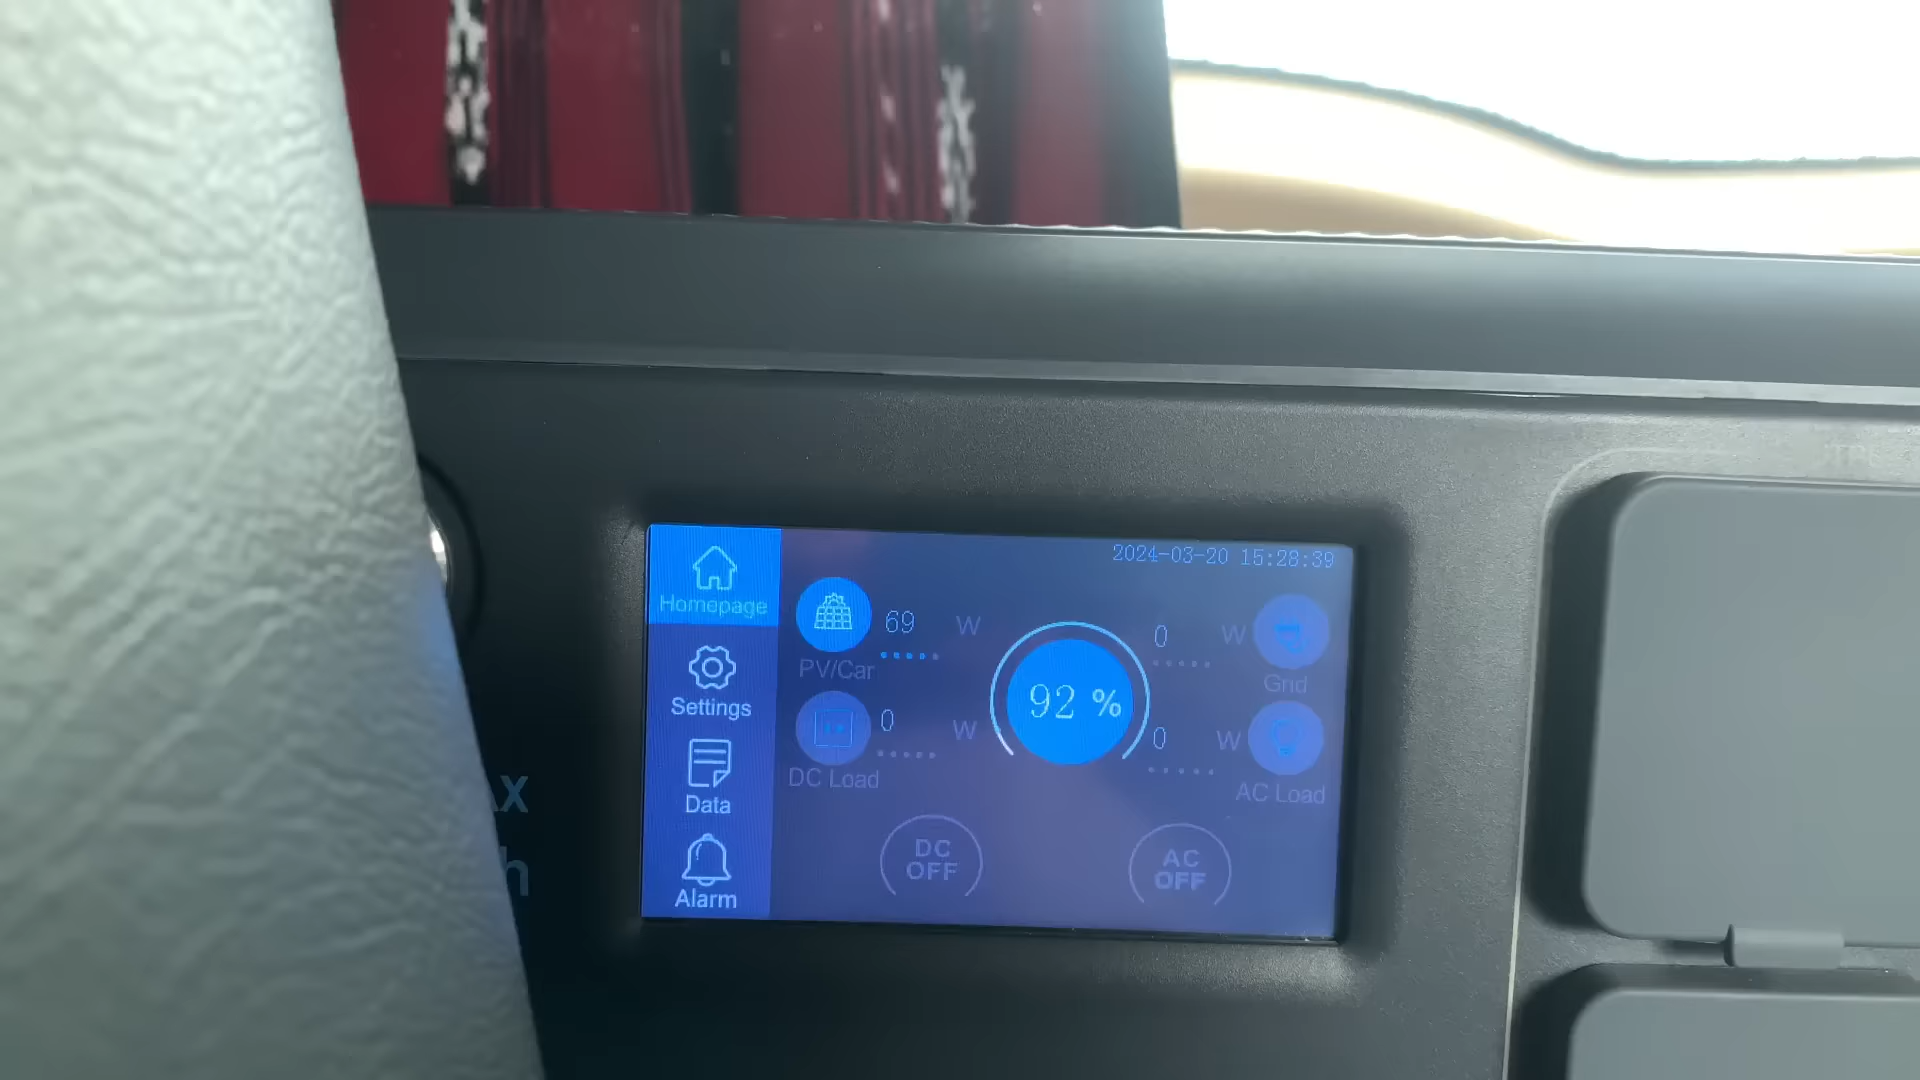 2024-03-20 15:28:39
Homepage
69 W
PV/Car
0 W
Grid
92 %
Settings
0 W
DC Load
0 W
AC Load
Data
DC
OFF
AC
OFF
Alarm